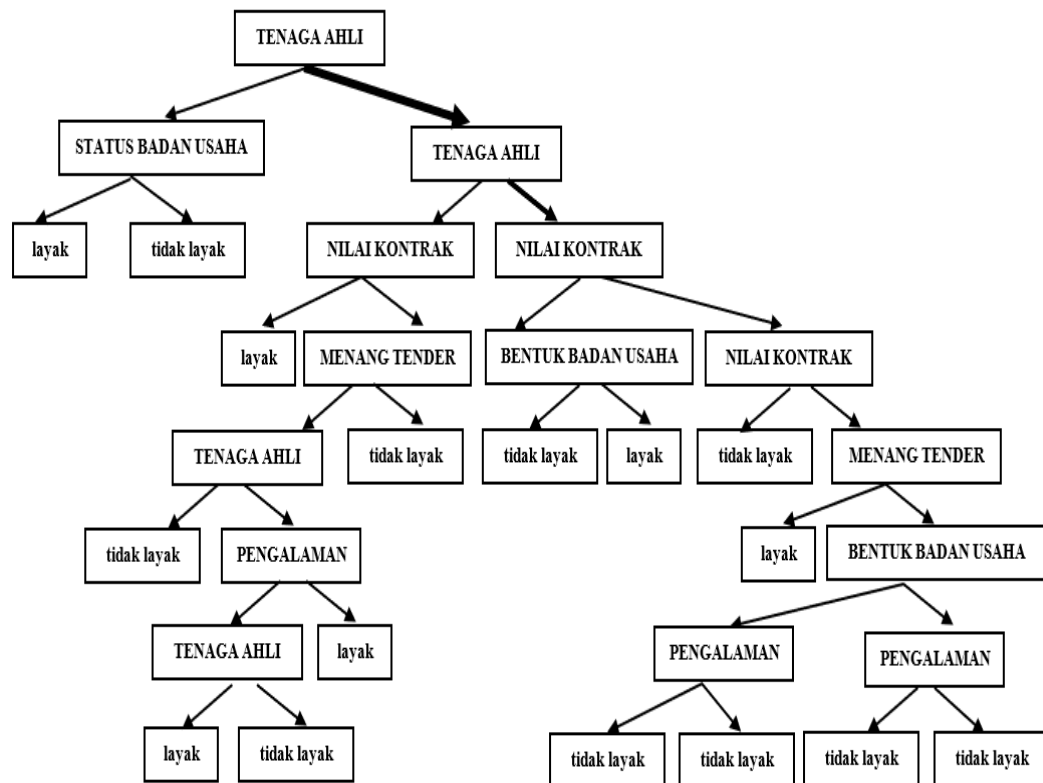 TENAGA AHLI
STATUS BADAN USAHA
TENAGA AHLI
layak
tidak layak
NILAI KONTRAK
NILAI KONTRAK
layak
MENANG TENDER
BENTUK BADAN USAHA
NILAI KONTRAK
TENAGA AHLI
tidak layak
tidak layak
layak
tidak layak
MENANG TENDER
tidak layak
PENGALAMAN
layak
BENTUK BADAN USAHA
TENAGA AHLI
layak
PENGALAMAN
PENGALAMAN
layak
tidak layak
tidak layak
tidak layak
tidak layak
tidak layak